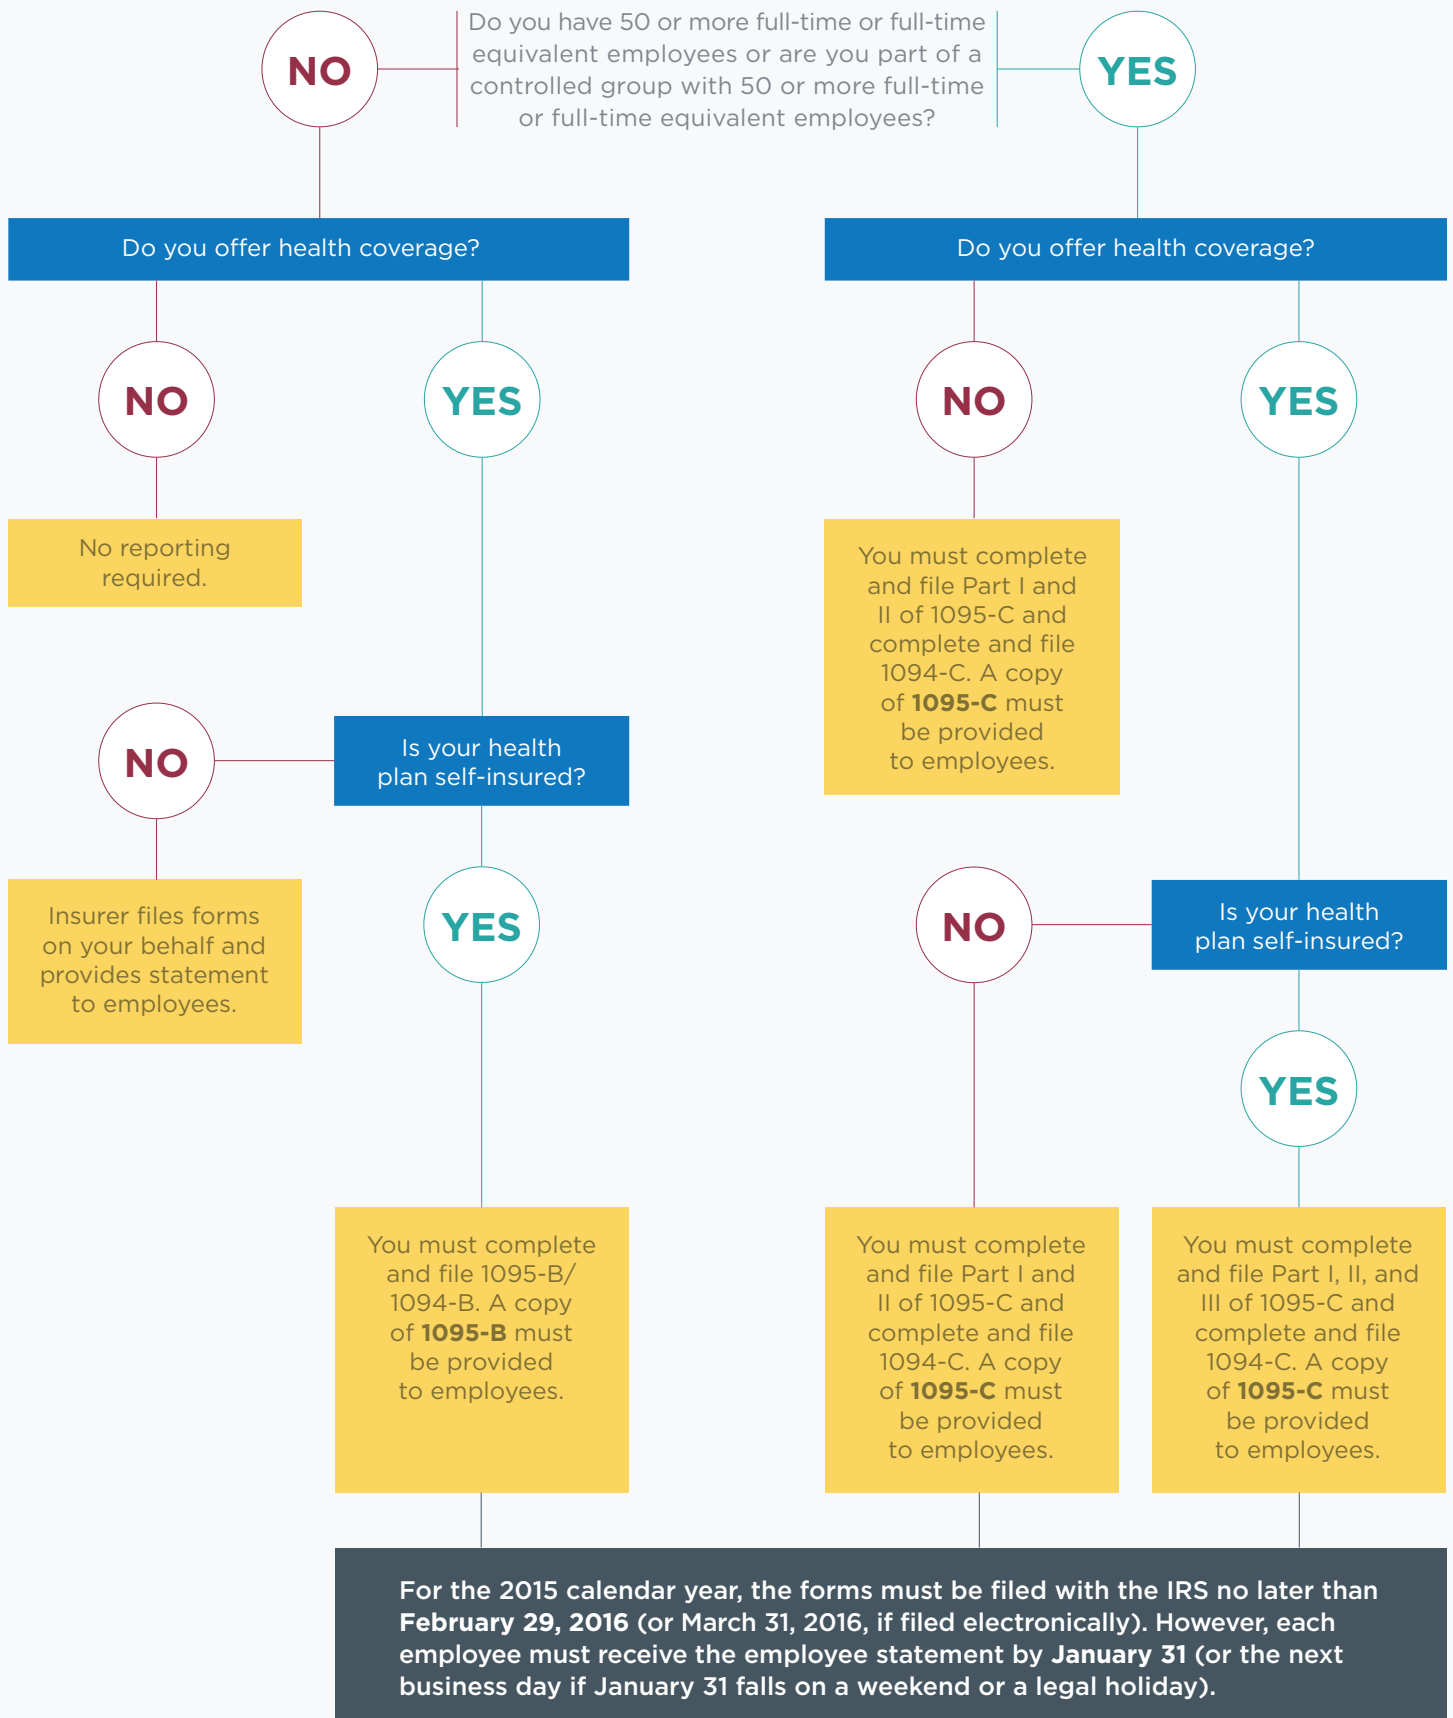 Do you have 50 or more full-time or full-time
equivalent employees or are you part of a
controlled group with 50 or more full-time
or full-time equivalent employees?
NO
YES
Do you offer health coverage?
NO
YES
No reporting
required.
Is your health
plan self-insured?
NO
YES
Insurer files forms
on your behalf and
provides statement
to employees.
You must complete
and file 1095-B/
1094-B. A copy
of 1095-B must
be provided
to employees.
Do you offer health coverage?
NO
YES
You must complete
and file Part I and
II of 1095-C and
complete and file
1094-C. A copy
of 1095-C must
be provided
to employees.
Is your health
plan self-insured?
NO
YES
You must complete
and file Part I and
II of 1095-C and
complete and file
1094-C. A copy
of 1095-C must
be provided
to employees.
You must complete
and file Part I, II, and
III of 1095-C and
complete and file
1094-C. A copy
of 1095-C must
be provided
to employees.
For the 2015 calendar year, the forms must be filed with the IRS no later than
February 29, 2016 (or March 31, 2016, if filed electronically). However, each
employee must receive the employee statement by January 31 (or the next
business day if January 31 falls on a weekend or a legal holiday).